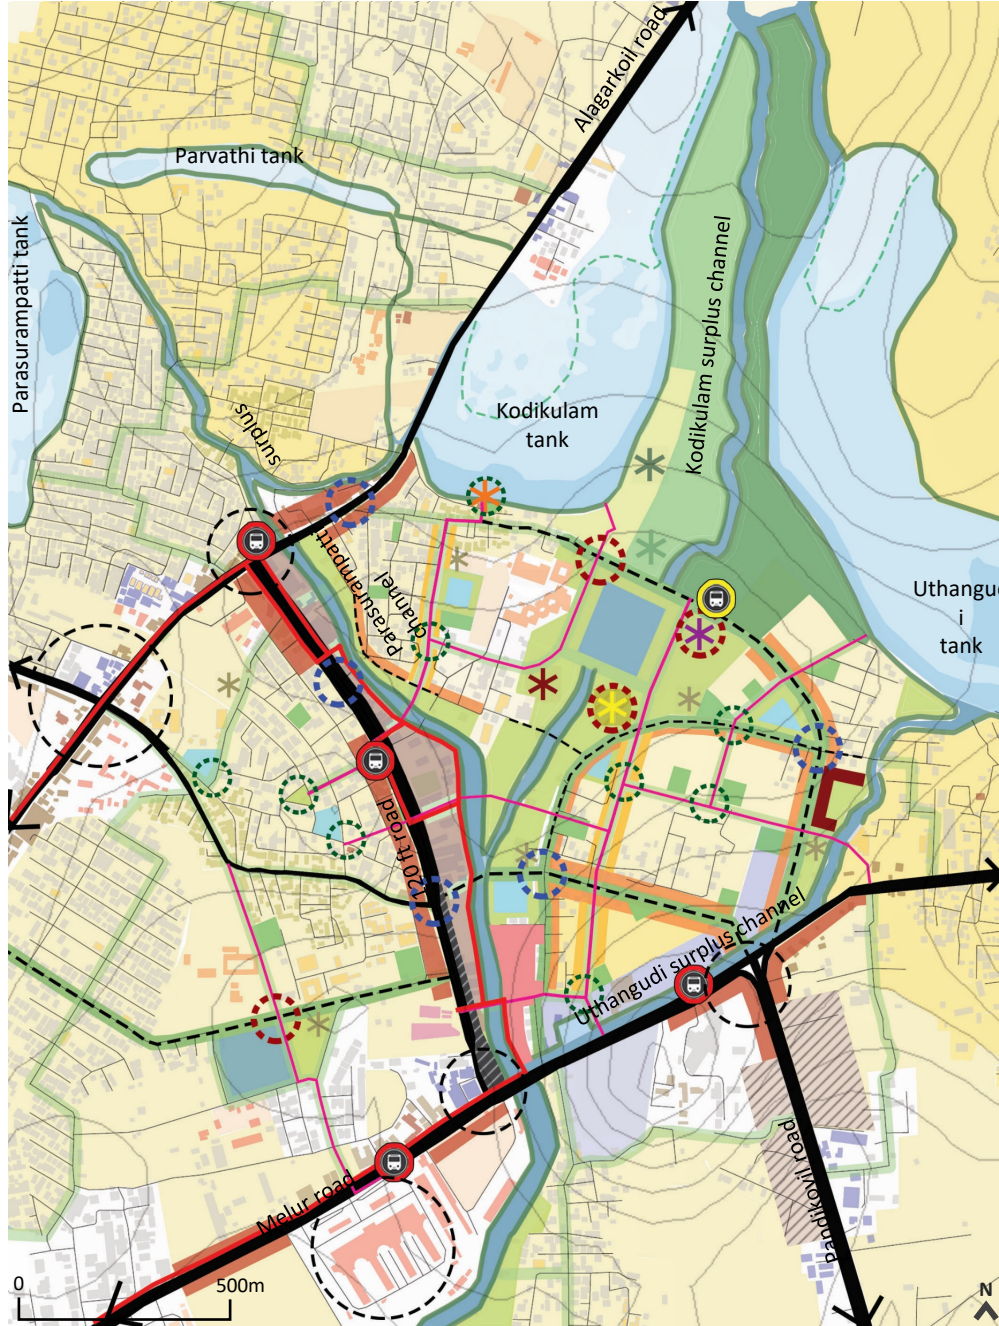 Alagarkoil road
Parvathi tank
Parasurampatti tank
Kodikulam surplus channel
surplus
Kodikulam
tank
Parasurampatti
channel
Uthangud
i
tank
120 ft road
Uthangudi surplus channel
Melur road
Pandikovil road
0
500m
N